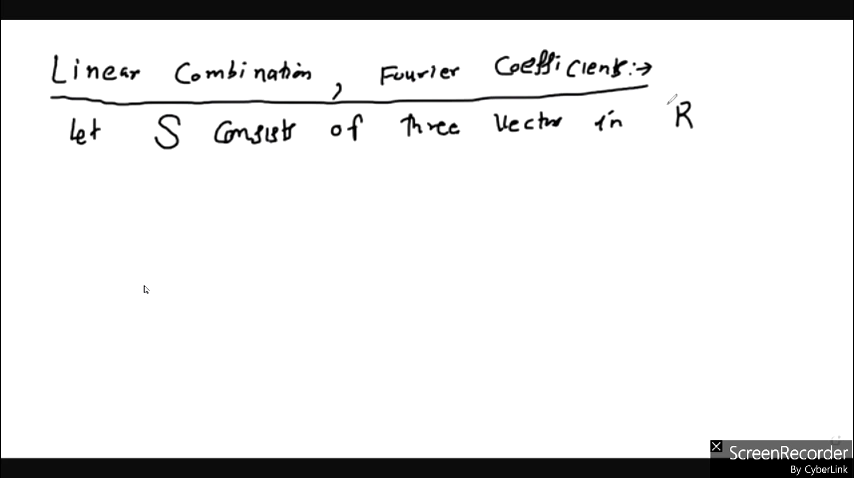 Linear Combination, Fourier Coefficients:→
Let S Consists of Three Vector in R
ScreenRecorder
By CyberLink